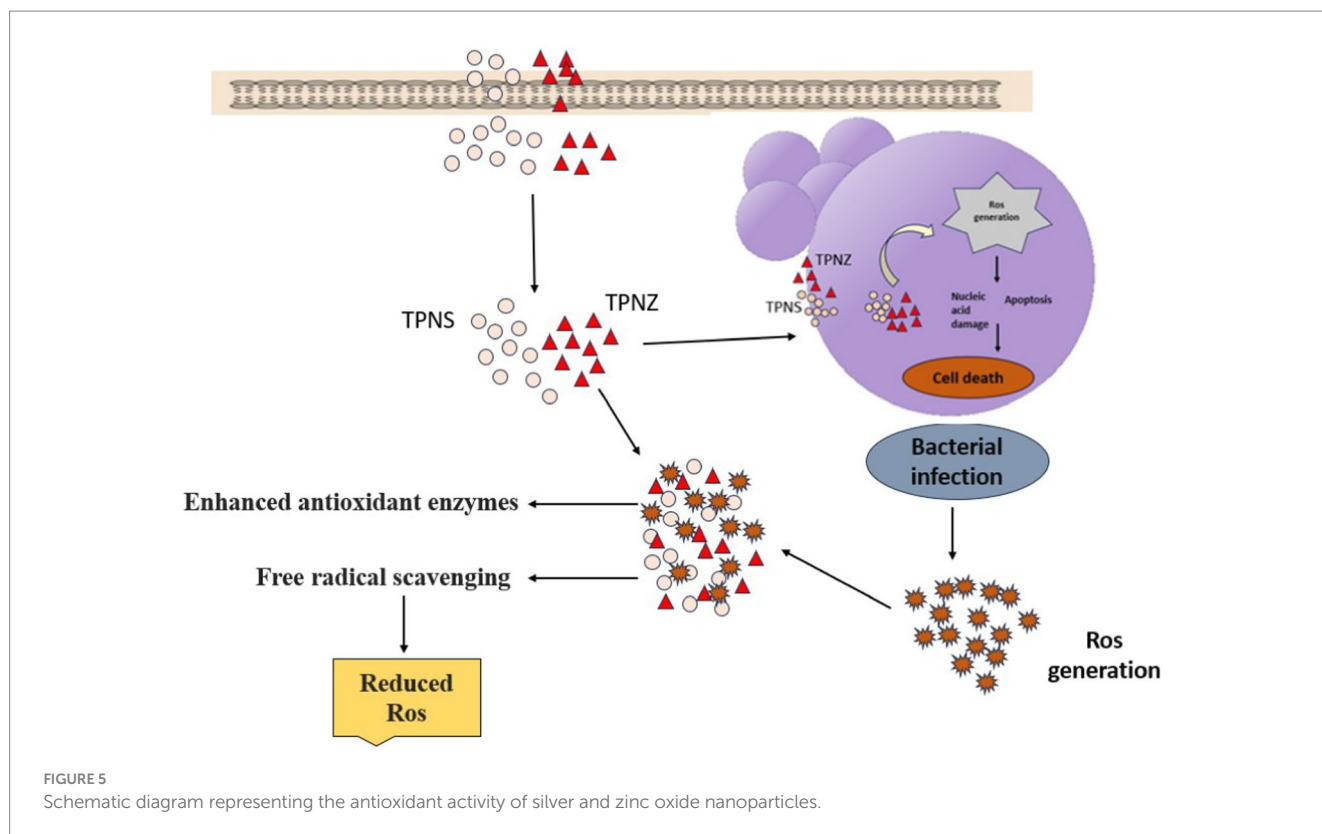 Ros
generation
TPNZ
TPNS
Nucleic
acid
damage
Apoptosis
Cell death
TPNS
TPNZ
Bacterial
infection
Enhanced antioxidant enzymes
Free radical scavenging
Ros
generation
Reduced
Ros
FIGURE 5
Schematic diagram representing the antioxidant activity of silver and zinc oxide nanoparticles.